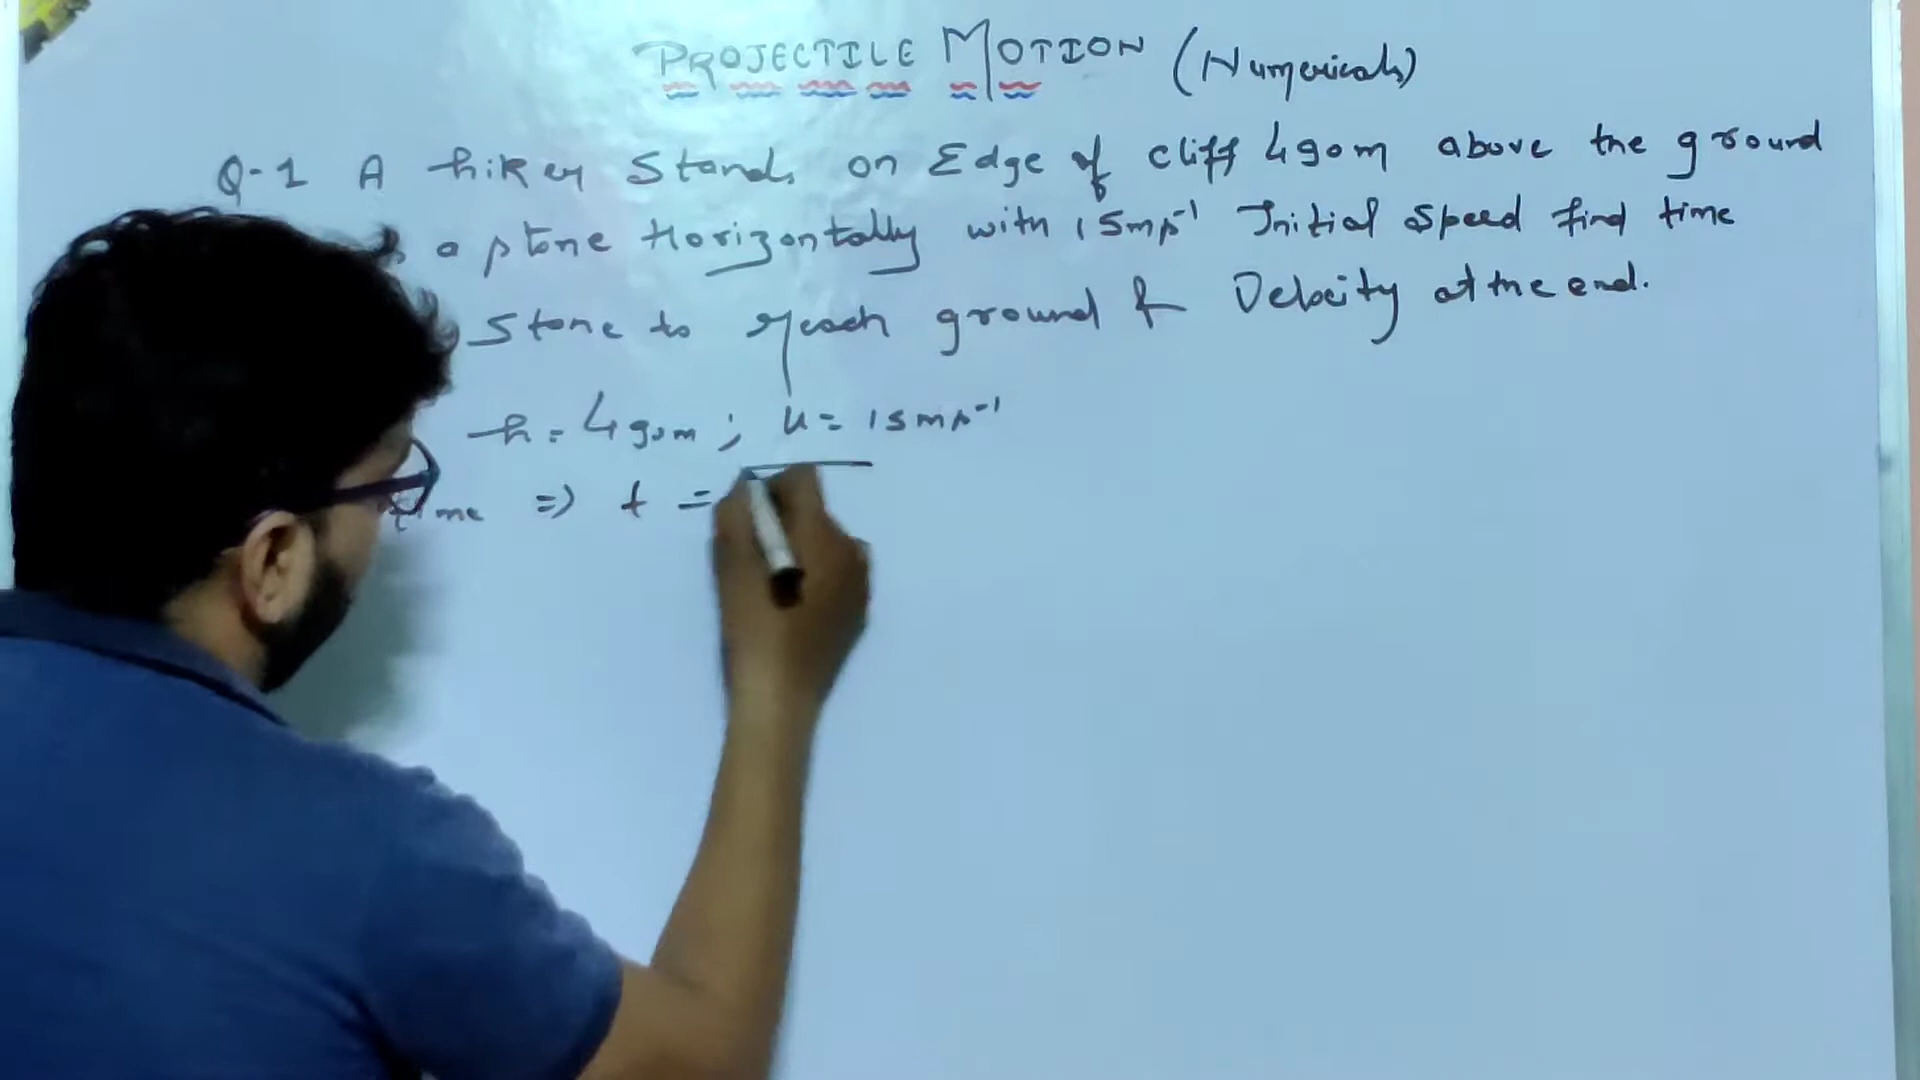 PROJECTILE MOTION (Numericals)
Q-1 A hiker Stands on Edge of cliff 490m above the ground
a stone Horizontally with 15ms⁻¹ Initial speed find time
stone to reach ground & Velocity at the end.
h = 490m ; u = 15ms⁻¹
time => t =